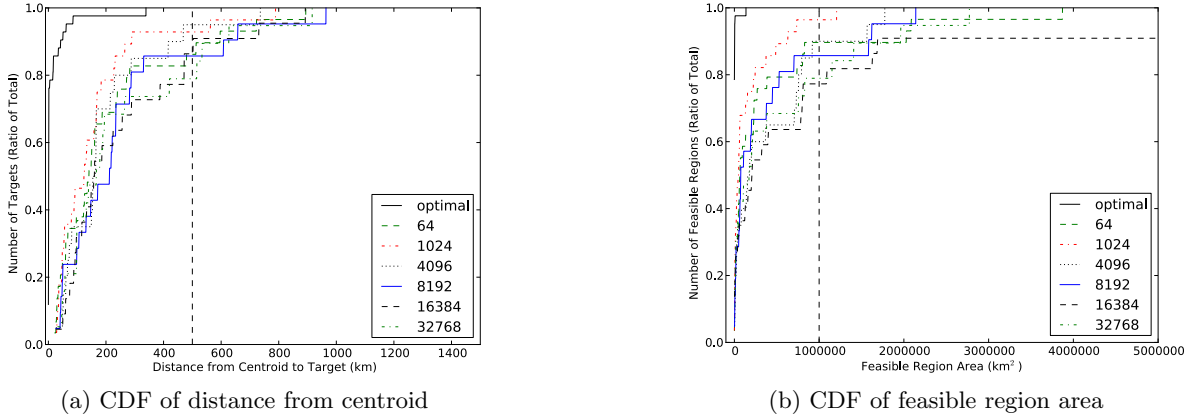 1.0
0.8
0.6
0.4
0.2
0.0
Number of Targets (Ratio of Total)
optimal
64
1024
4096
8192
16384
32768
0 200 400 600 800 1000 1200 1400
Distance from Centroid to Target (km)
(a) CDF of distance from centroid
1.0
0.8
0.6
0.4
0.2
0.0
Number of Feasible Regions (Ratio of Total)
optimal
64
1024
4096
8192
16384
32768
0 1000000 2000000 3000000 4000000 5000000
Feasible Region Area (km²)
(b) CDF of feasible region area